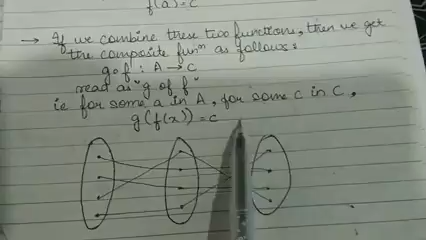 f(a) = c
→ If we combine these two functions, then we get
the composite funⁿ as follows:
gof : A → C
read as "g of f"
ie for some a in A, for some c in C,
g(f(x)) = c